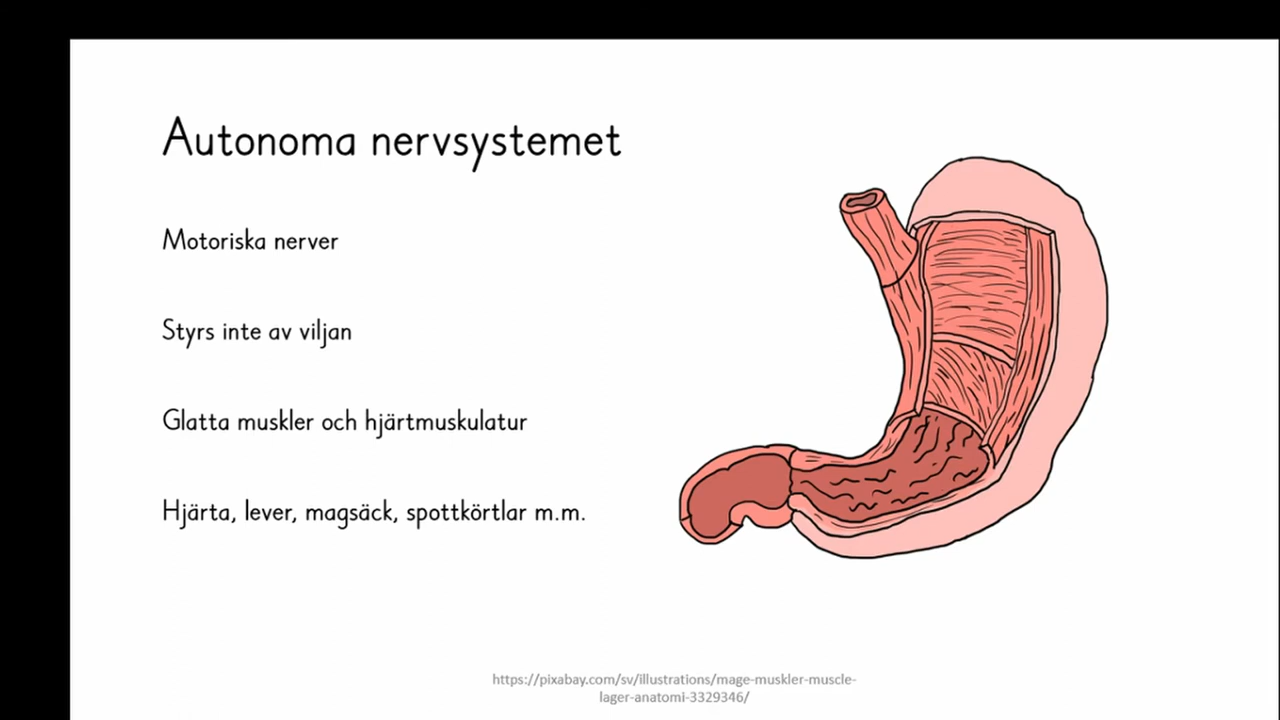 Autonoma nervsystemet
Motoriska nerver
Styrs inte av viljan
Glatta muskler och hjärtmuskulatur
Hjärta, lever, magsäck, spottkörtlar m.m.
https://pixabay.com/sv/illustrations/mage-muskler-muscle-
lager-anatomi-3329346/